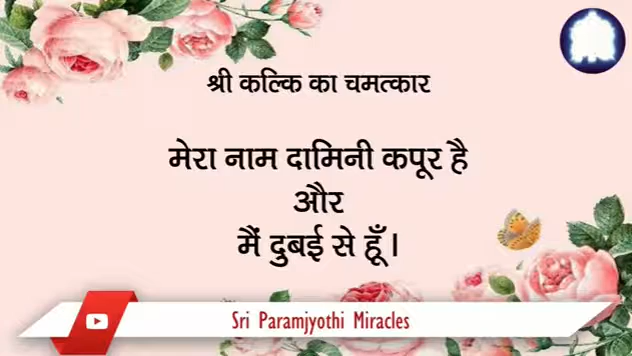 श्री कल्कि का चमत्कार
मेरा नाम दामिनी कपूर है
और
मैं दुबई से हूँ।
Sri Paramjyothi Miracles